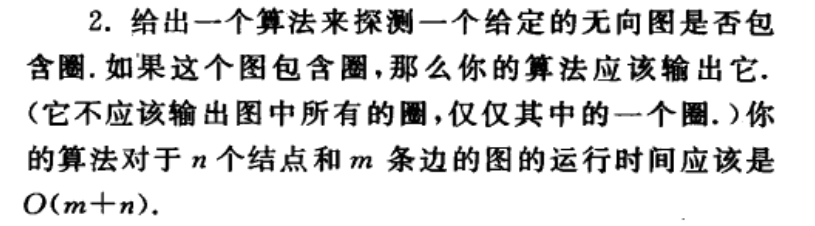 2. 给出一个算法来探测一个给定的无向图是否包
含圈.如果这个图包含圈,那么你的算法应该输出它.
(它不应该输出图中所有的圈,仅仅其中的一个圈.)你
的算法对于 n 个结点和 m 条边的图的运行时间应该是
O(m+n).